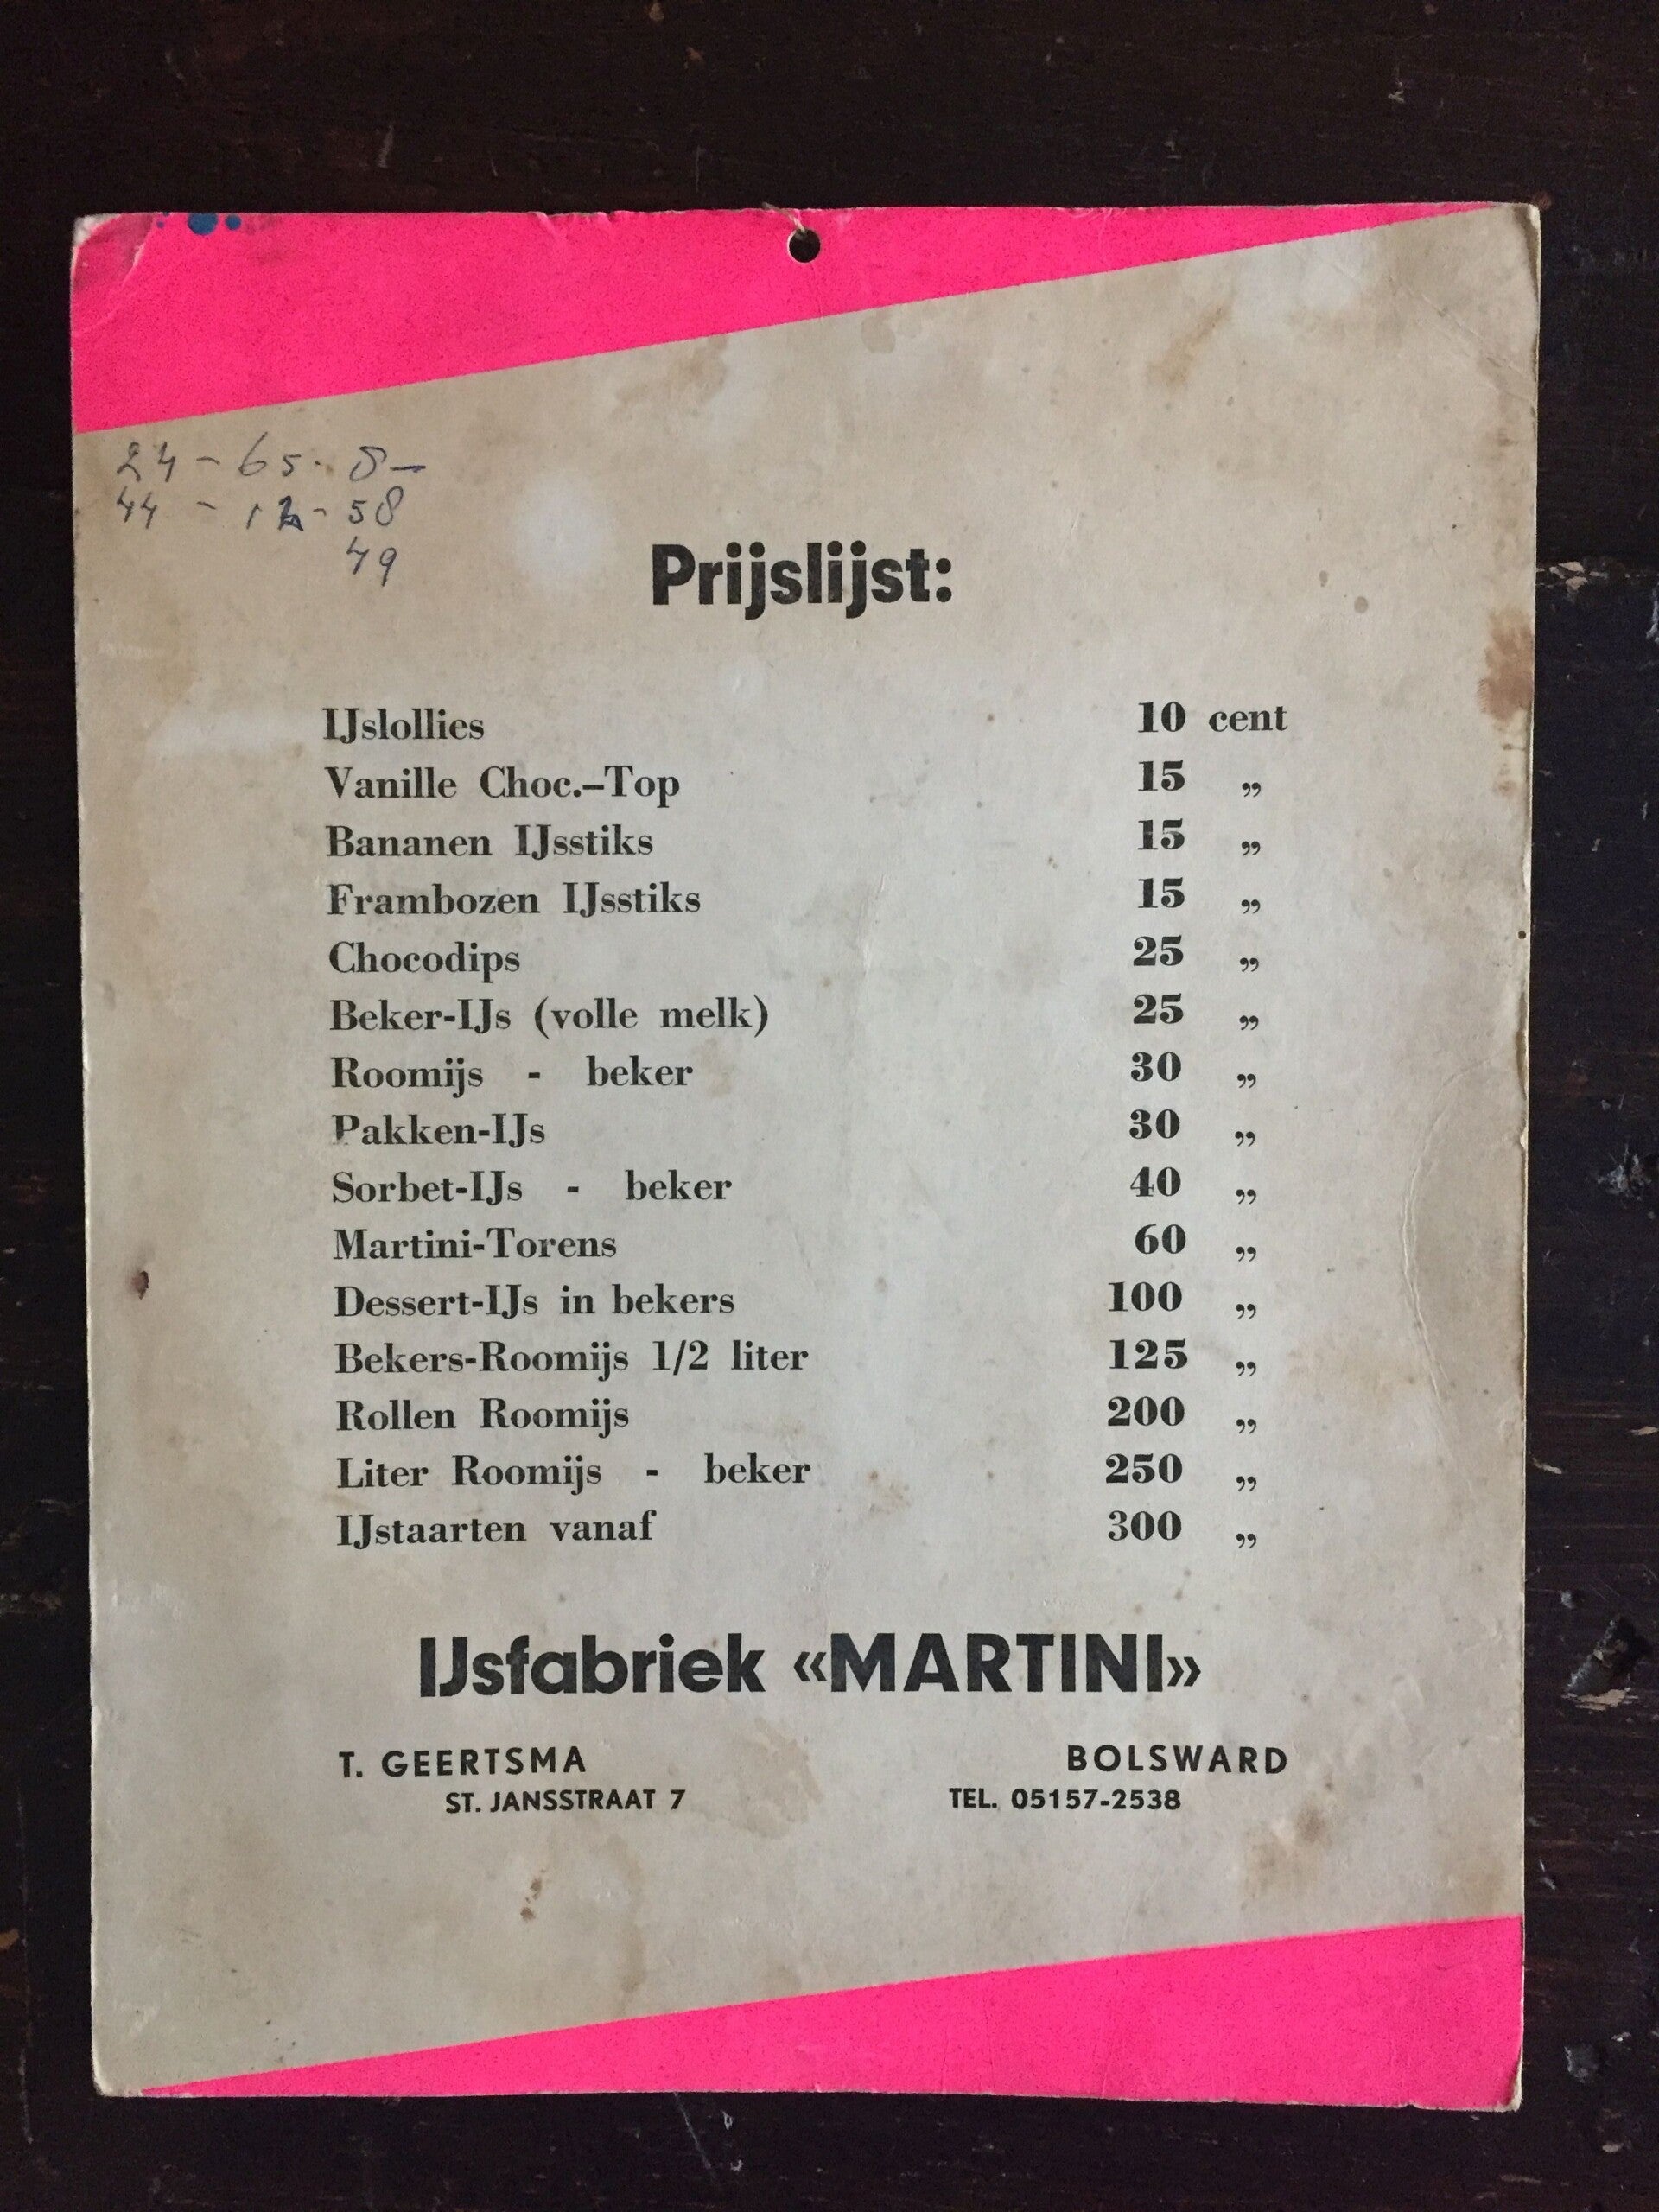 24 - 65. 8-
44 - 12 - 58
49
Prijslijst:
IJslollies 10 cent
Vanille Choc.–Top 15 „
Bananen IJsstiks 15 „
Frambozen IJsstiks 15 „
Chocodips 25 „
Beker-IJs (volle melk) 25 „
Roomijs - beker 30 „
Pakken-IJs 30 „
Sorbet-IJs - beker 40 „
Martini-Torens 60 „
Dessert-IJs in bekers 100 „
Bekers-Roomijs 1/2 liter 125 „
Rollen Roomijs 200 „
Liter Roomijs - beker 250 „
IJstaarten vanaf 300 „
IJsfabriek «MARTINI»
T. GEERTSMA BOLSWARD
ST. JANSSTRAAT 7 TEL. 05157-2538